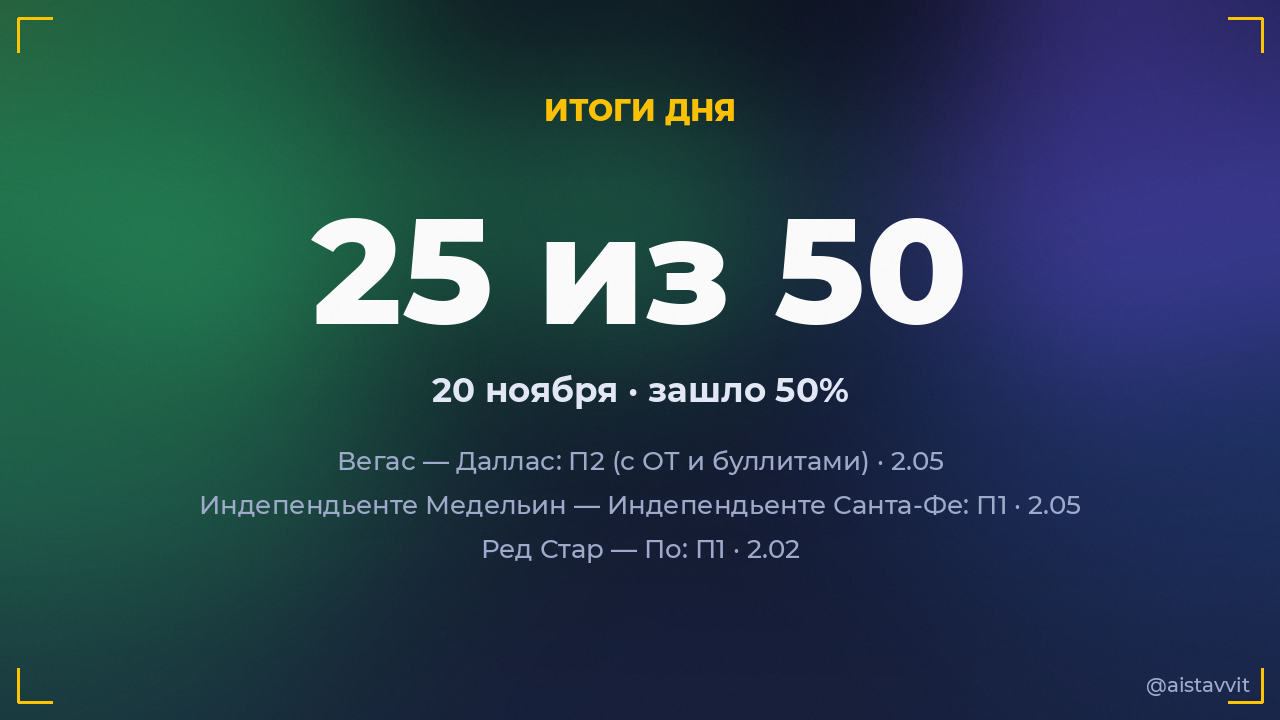 ИТОГИ ДНЯ
25 из 50
20 ноября · зашло 50%
Вегас — Даллас: П2 (с ОТ и буллитами) · 2.05
Индепендьенте Медельин — Индепендьенте Санта-Фе: П1 · 2.05
Ред Стар — По: П1 · 2.02
@aistavvit